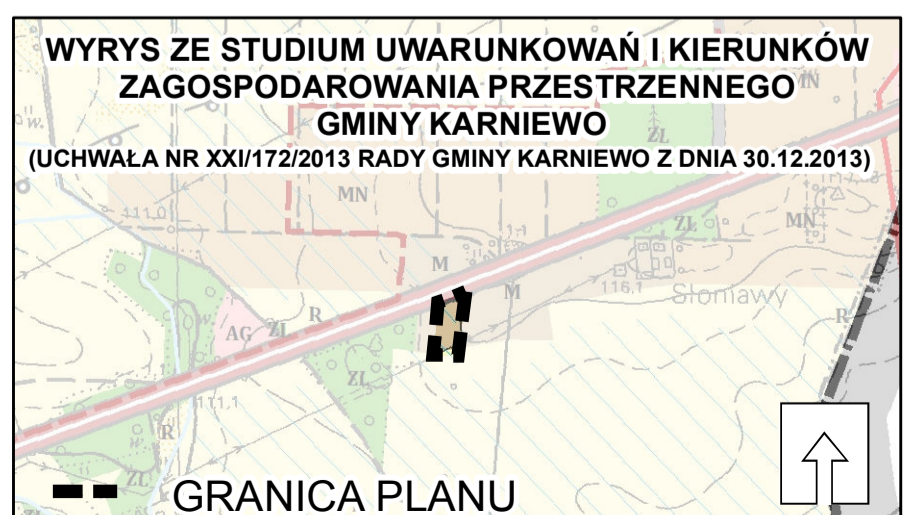 WYRYS ZE STUDIUM UWARUNKOWAŃ I KIERUNKÓW
ZAGOSPODAROWANIA PRZESTRZENNEGO
GMINY KARNIEWO
(UCHWAŁA NR XXI/172/2013 RADY GMINY KARNIEWO Z DNIA 30.12.2013)
MN
ZL
w.
111,0
MN
ZL
MN
M
M
116,1
Słoniawy
R
R
AG
ZL
ZL
111,1
R
w.
ZL
GRANICA PLANU